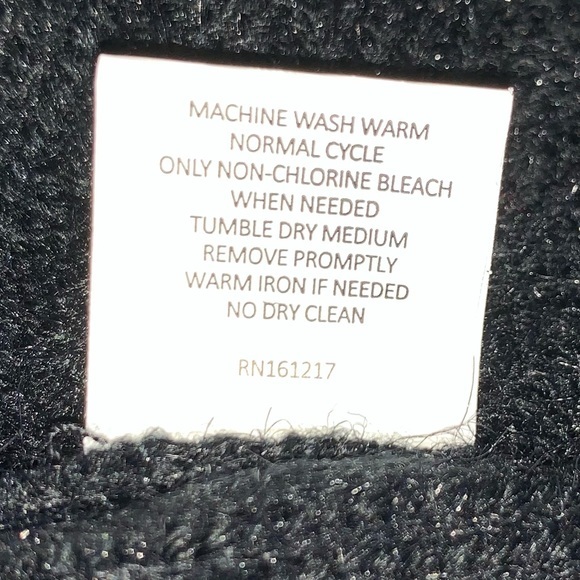 MACHINE WASH WARM
NORMAL CYCLE
ONLY NON-CHLORINE BLEACH
WHEN NEEDED
TUMBLE DRY MEDIUM
REMOVE PROMPTLY
WARM IRON IF NEEDED
NO DRY CLEAN
RN161217